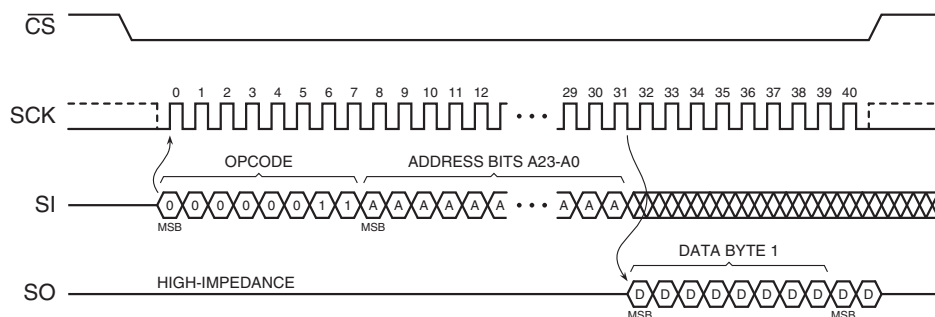 CS
0 1 2 3 4 5 6 7 8 9 10 11 12 29 30 31 32 33 34 35 36 37 38 39 40
SCK
OPCODE ADDRESS BITS A23-A0
SI 0 0 0 0 0 0 1 1 A A A A A A A A A
MSB MSB
DATA BYTE 1
HIGH-IMPEDANCE
SO D D D D D D D D D D
MSB MSB